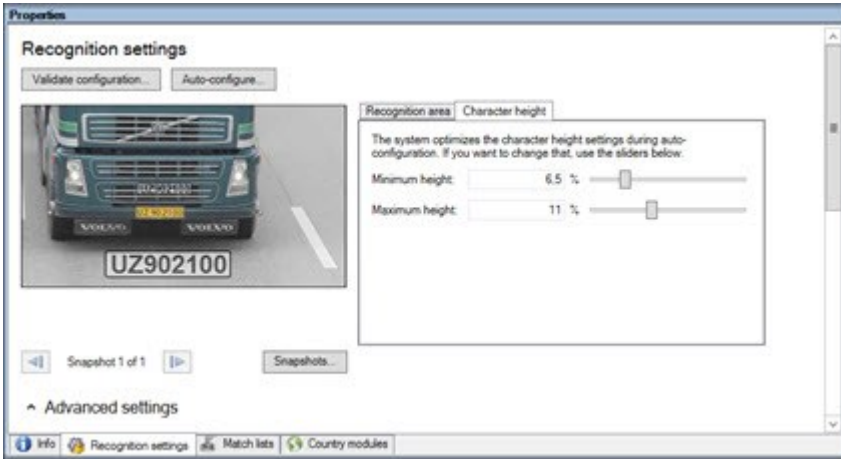 Properties
Recognition settings
Validate configuration...
Auto-configure...
Recognition area
Character height
The system optimizes the character height settings during auto-
configuration. If you want to change that, use the sliders below.
Minimum height:
6.5 %
Maximum height:
11 %
UZ902100
VOLVO
VOLVO
UZ902100
Snapshot 1 of 1
Snapshots...
Advanced settings
Info
Recognition settings
Match lists
Country modules